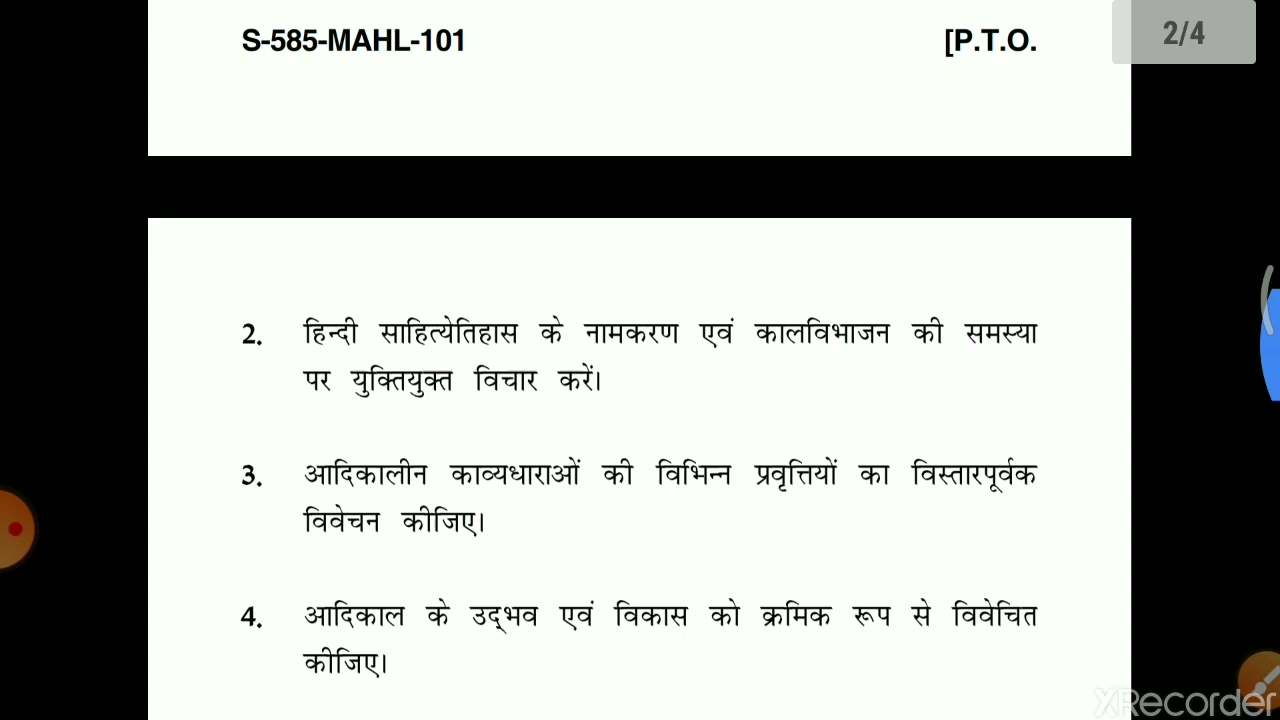 S-585-MAHL-101 [P.T.O.
2/4
2. हिन्दी साहित्येतिहास के नामकरण एवं कालविभाजन की समस्या
पर युक्तियुक्त विचार करें।
3. आदिकालीन काव्यधाराओं की विभिन्न प्रवृत्तियों का विस्तारपूर्वक
विवेचन कीजिए।
4. आदिकाल के उद्‌भव एवं विकास को क्रमिक रूप से विवेचित
कीजिए।
XRecorder